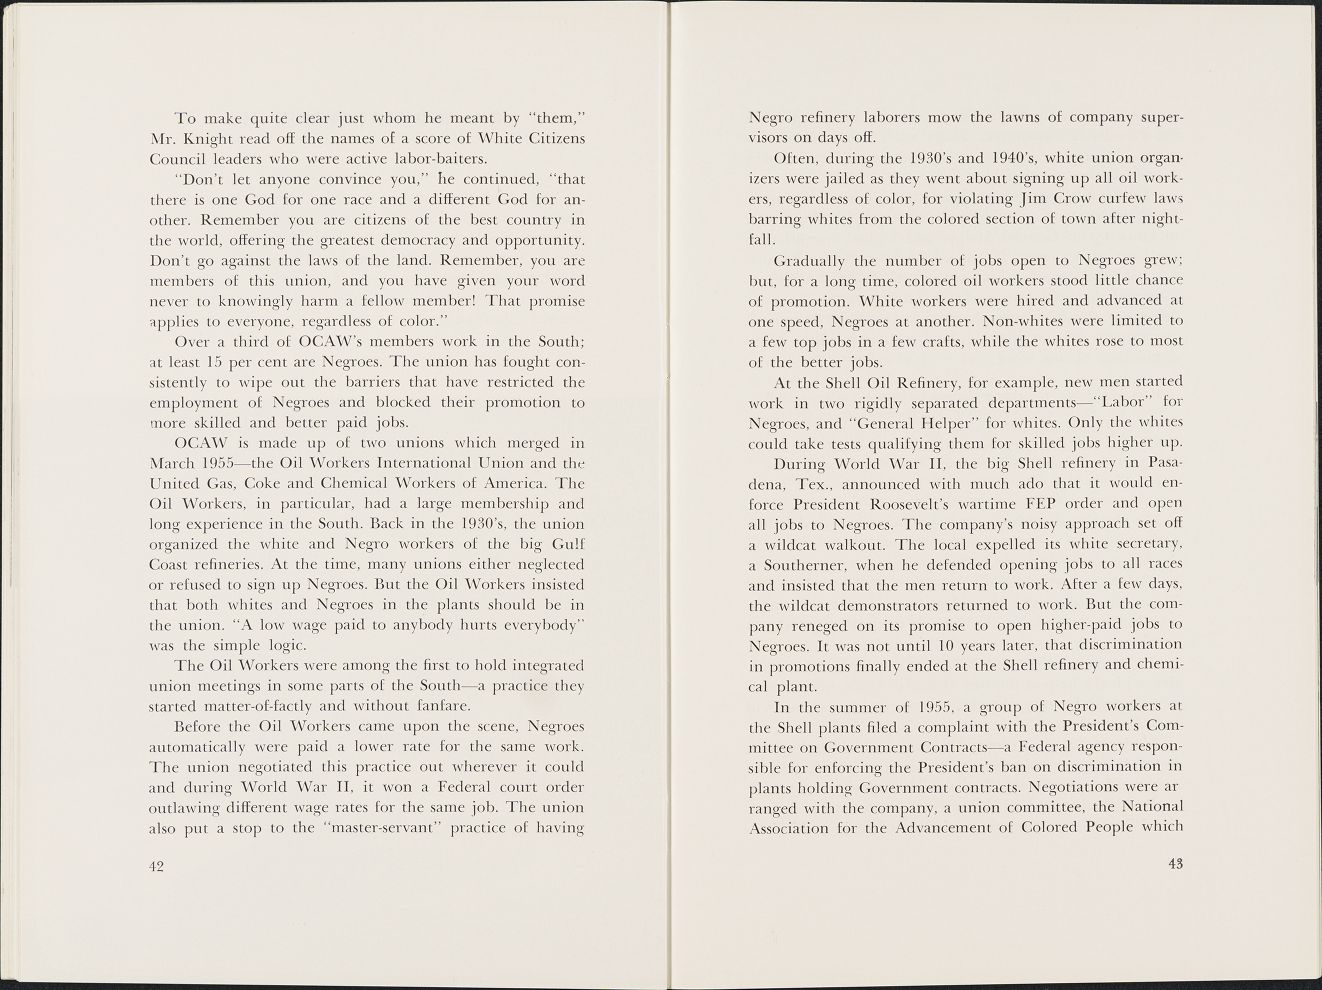 To make quite clear just whom he meant by “them,”
Mr. Knight read off the names of a score of White Citizens
Council leaders who were active labor-baiters.
“Don’t let anyone convince you,” he continued, “that
there is one God for one race and a different God for an-
other. Remember you are citizens of the best country in
the world, offering the greatest democracy and opportunity.
Don’t go against the laws of the land. Remember, you are
members of this union, and you have given your word
never to knowingly harm a fellow member! That promise
applies to everyone, regardless of color.”
Over a third of OCAW’s members work in the South;
at least 15 per cent are Negroes. The union has fought con-
sistently to wipe out the barriers that have restricted the
employment of Negroes and blocked their promotion to
more skilled and better paid jobs.
OCAW is made up of two unions which merged in
March 1955—the Oil Workers International Union and the
United Gas, Coke and Chemical Workers of America. The
Oil Workers, in particular, had a large membership and
long experience in the South. Back in the 1930’s, the union
organized the white and Negro workers of the big Gulf
Coast refineries. At the time, many unions either neglected
or refused to sign up Negroes. But the Oil Workers insisted
that both whites and Negroes in the plants should be in
the union. “A low wage paid to anybody hurts everybody”
was the simple logic.
The Oil Workers were among the first to hold integrated
union meetings in some parts of the South—a practice they
started matter-of-factly and without fanfare.
Before the Oil Workers came upon the scene, Negroes
automatically were paid a lower rate for the same work.
The union negotiated this practice out wherever it could
and during World War II, it won a Federal court order
outlawing different wage rates for the same job. The union
also put a stop to the “master-servant” practice of having
42
Negro refinery laborers mow the lawns of company super-
visors on days off.
Often, during the 1930’s and 1940’s, white union organ-
izers were jailed as they went about signing up all oil work-
ers, regardless of color, for violating Jim Crow curfew laws
barring whites from the colored section of town after night-
fall.
Gradually the number of jobs open to Negroes grew;
but, for a long time, colored oil workers stood little chance
of promotion. White workers were hired and advanced at
one speed, Negroes at another. Non-whites were limited to
a few top jobs in a few crafts, while the whites rose to most
of the better jobs.
At the Shell Oil Refinery, for example, new men started
work in two rigidly separated departments—“Labor” for
Negroes, and “General Helper” for whites. Only the whites
could take tests qualifying them for skilled jobs higher up.
During World War II, the big Shell refinery in Pasa-
dena, Tex., announced with much ado that it would en-
force President Roosevelt’s wartime FEP order and open
all jobs to Negroes. The company’s noisy approach set off
a wildcat walkout. The local expelled its white secretary,
a Southerner, when he defended opening jobs to all races
and insisted that the men return to work. After a few days,
the wildcat demonstrators returned to work. But the com-
pany reneged on its promise to open higher-paid jobs to
Negroes. It was not until 10 years later, that discrimination
in promotions finally ended at the Shell refinery and chemi-
cal plant.
In the summer of 1955, a group of Negro workers at
the Shell plants filed a complaint with the President’s Com-
mittee on Government Contracts—a Federal agency respon-
sible for enforcing the President’s ban on discrimination in
plants holding Government contracts. Negotiations were ar
ranged with the company, a union committee, the National
Association for the Advancement of Colored People which
43